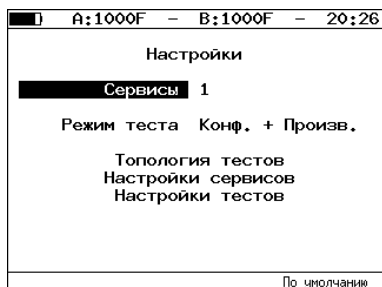 A:1000F – B:1000F – 20:26
Настройки
Сервисы 1
Режим теста Конф. + Произв.
Топология тестов
Настройки сервисов
Настройки тестов
По умолчанию